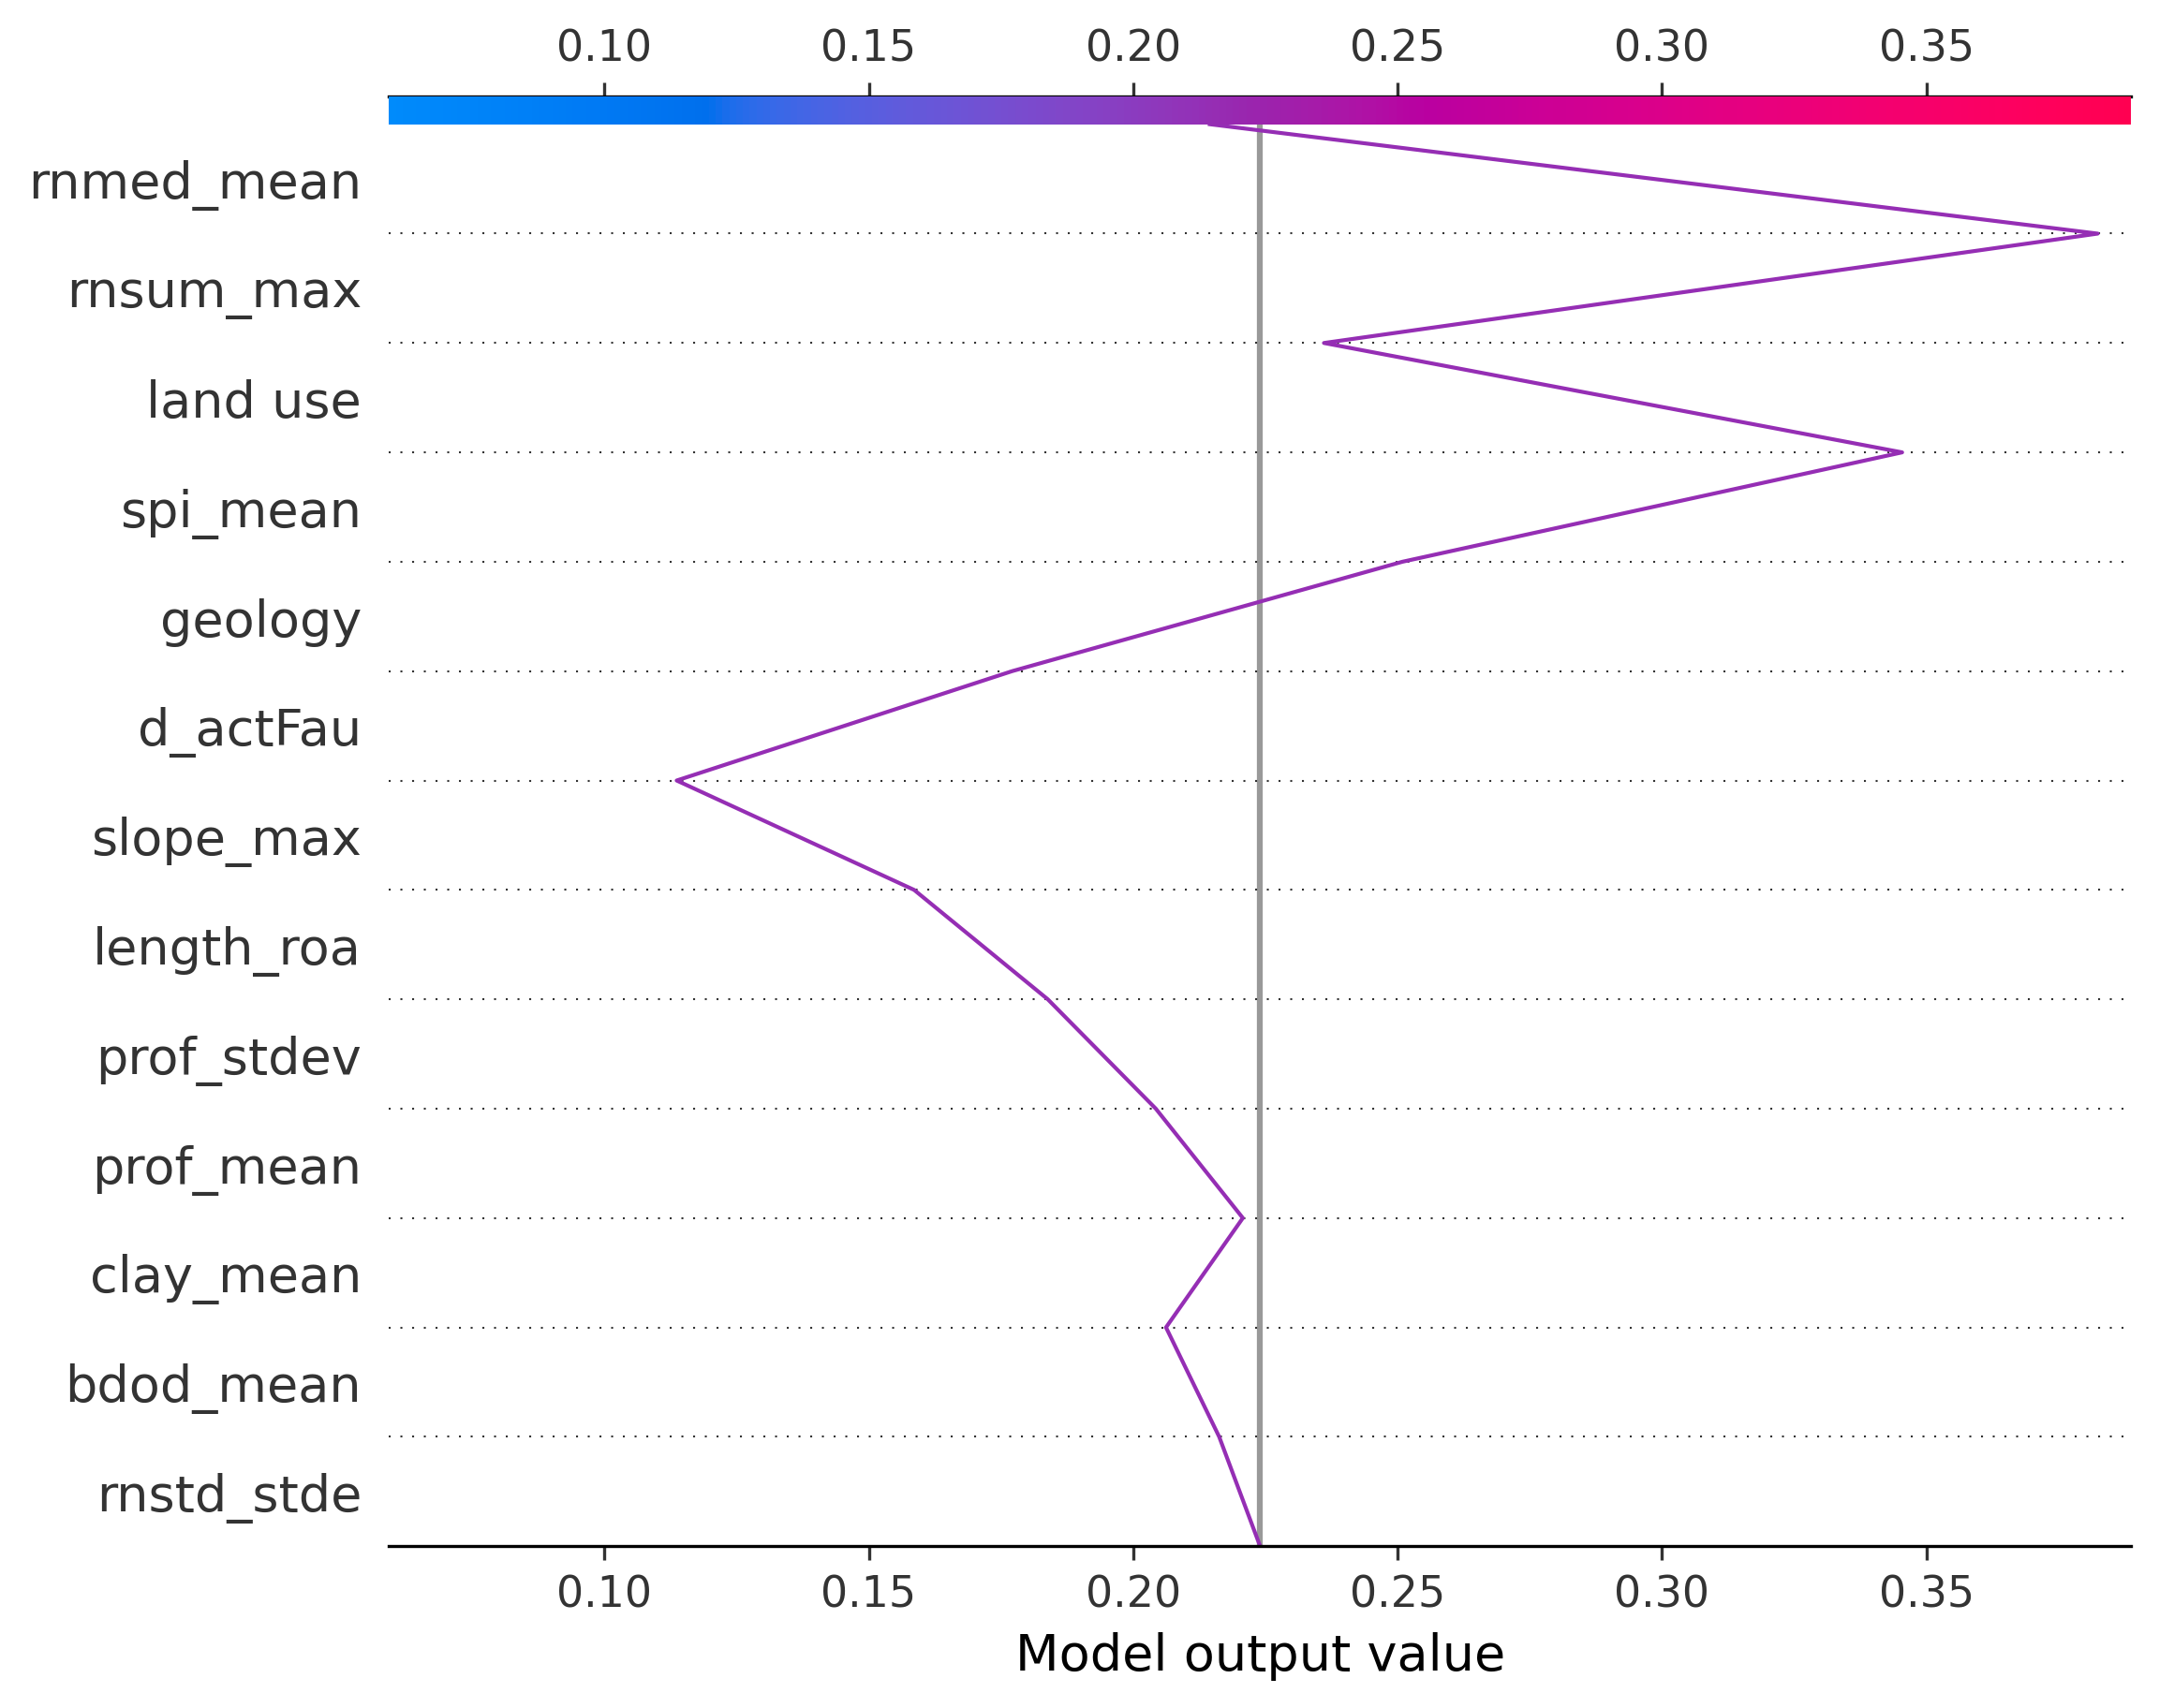 0.10 0.15 0.20 0.25 0.30 0.35
rnmed_mean
rnsum_max
land use
spi_mean
geology
d_actFau
slope_max
length_roa
prof_stdev
prof_mean
clay_mean
bdod_mean
rnstd_stde
0.10 0.15 0.20 0.25 0.30 0.35
Model output value